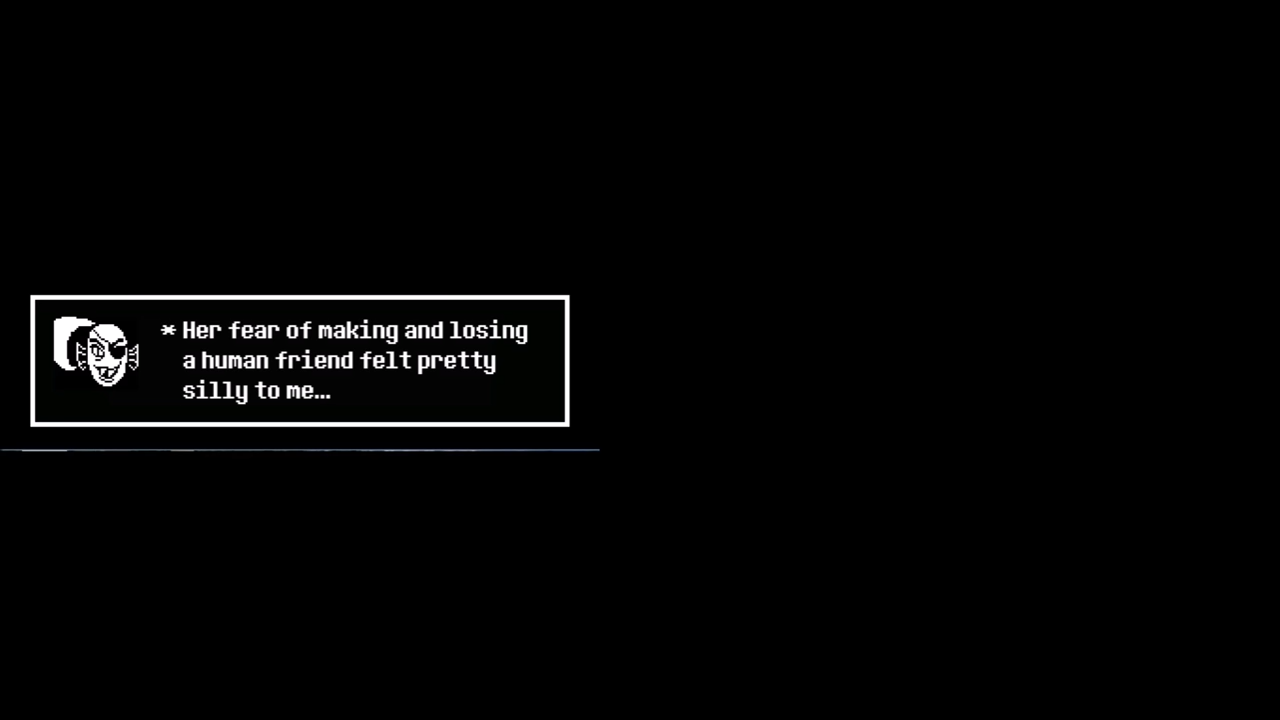 * Her fear of making and losing
a human friend felt pretty
silly to me...